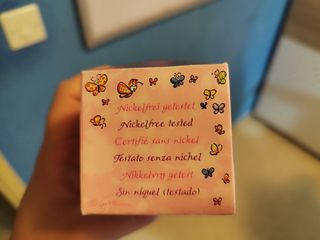 Nickelfrei getestet
Nickelfree tested
Certifié sans nickel
Testato senza nichel
Nikkelvrij getest
Sin niquel (testado)